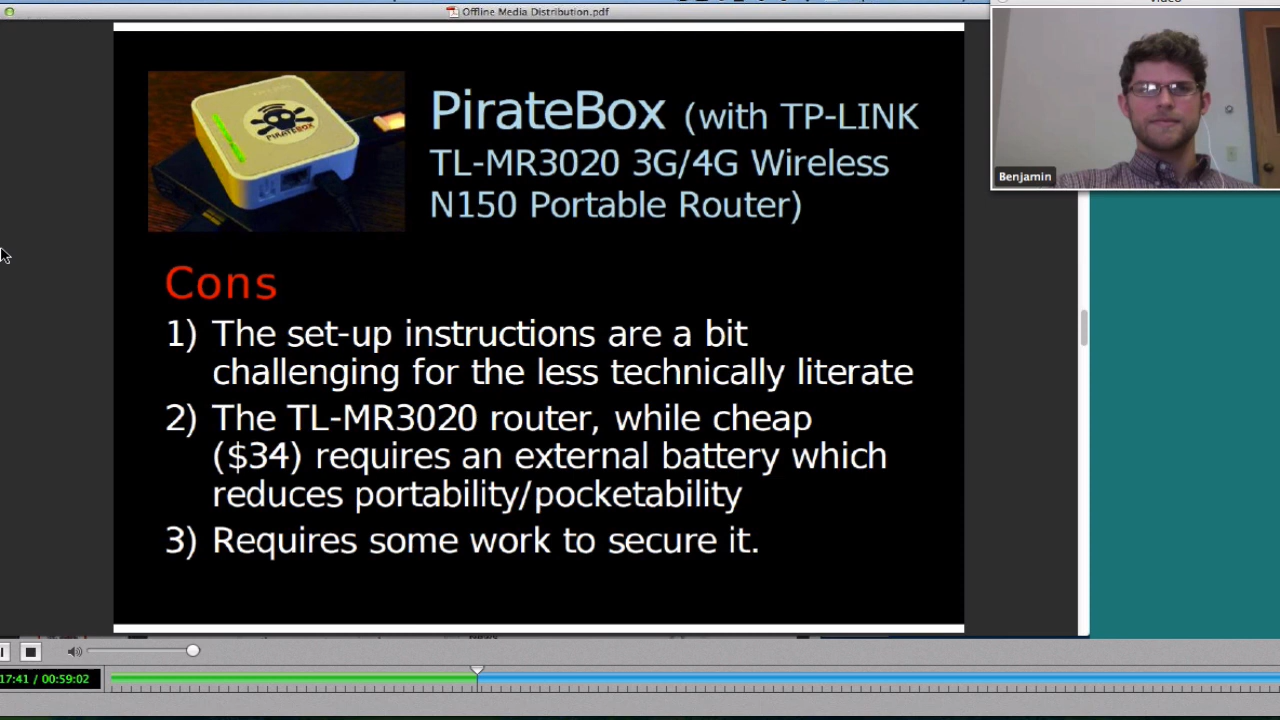 Offline Media Distribution.pdf
Video
Benjamin
PIRATEBOX
PirateBox (with TP-LINK
TL-MR3020 3G/4G Wireless
N150 Portable Router)
Cons
1) The set-up instructions are a bit
challenging for the less technically literate
2) The TL-MR3020 router, while cheap
($34) requires an external battery which
reduces portability/pocketability
3) Requires some work to secure it.
17:41 / 00:59:02